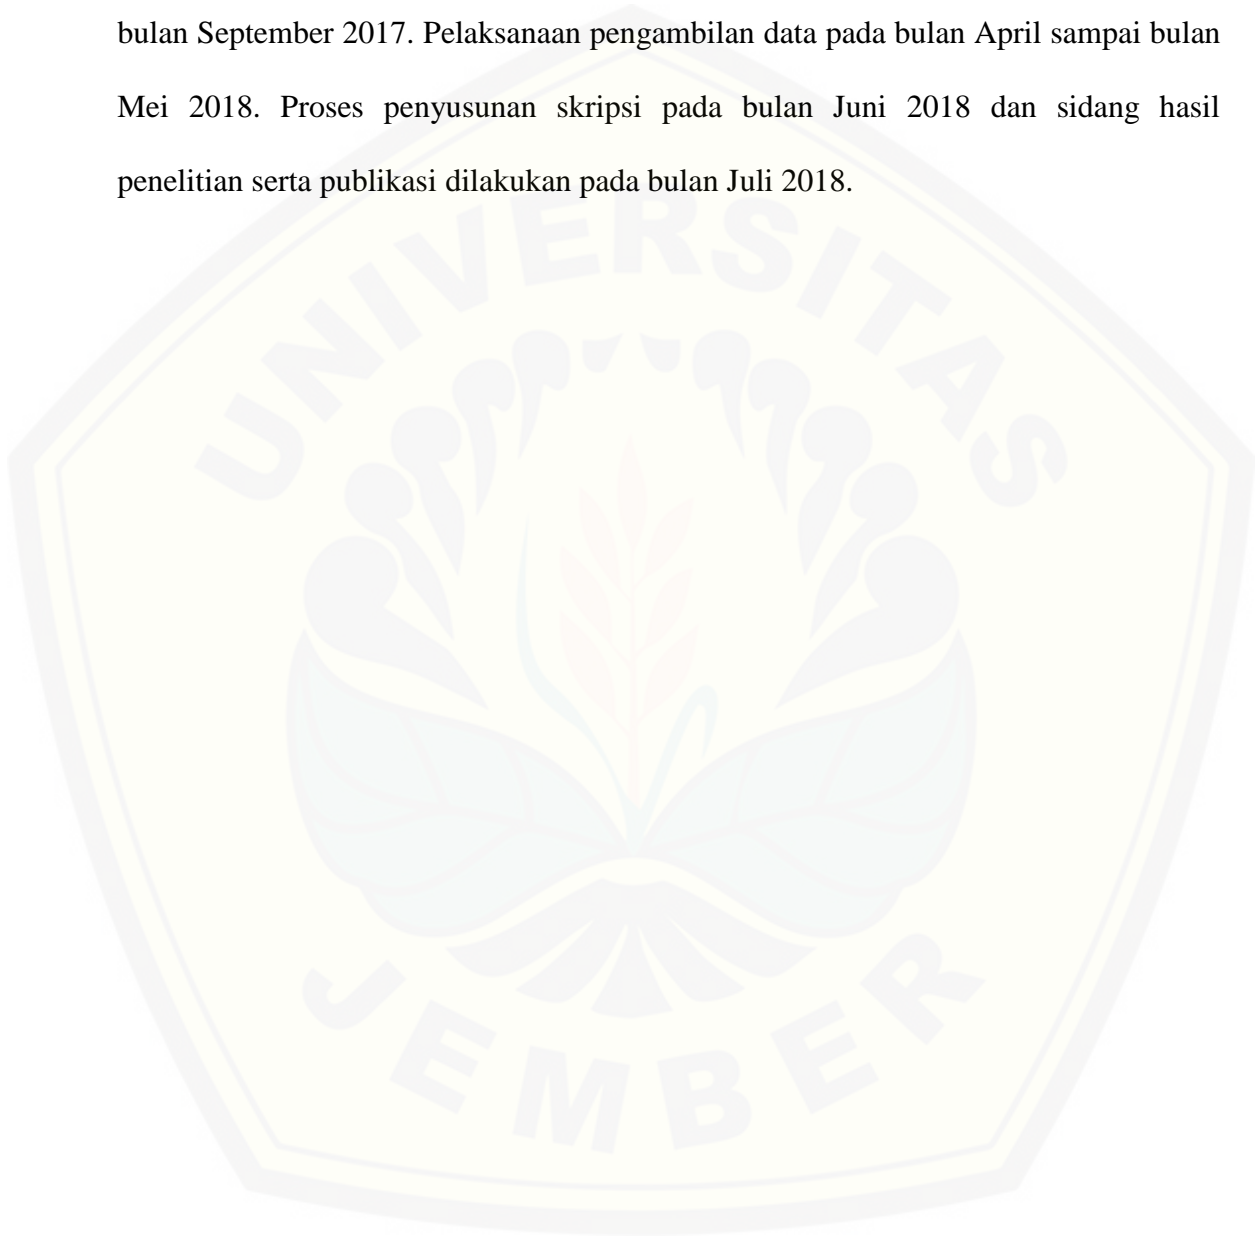 bulan September 2017. Pelaksanaan pengambilan data pada bulan April sampai bulan
Mei 2018. Proses penyusunan skripsi pada bulan Juni 2018 dan sidang hasil
penelitian serta publikasi dilakukan pada bulan Juli 2018.
UNIVERSITAS
JEMBER